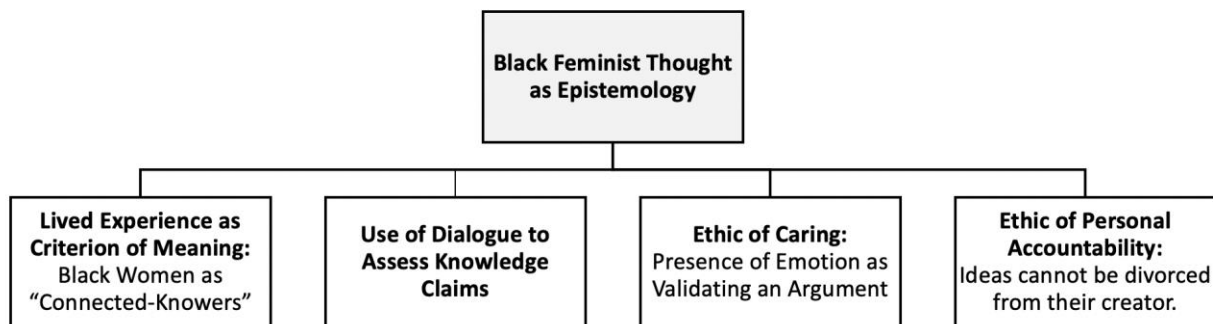 Black Feminist Thought
as Epistemology
Lived Experience as
Criterion of Meaning:
Black Women as
“Connected-Knowers”
Use of Dialogue to
Assess Knowledge
Claims
Ethic of Caring:
Presence of Emotion as
Validating an Argument
Ethic of Personal
Accountability:
Ideas cannot be divorced
from their creator.